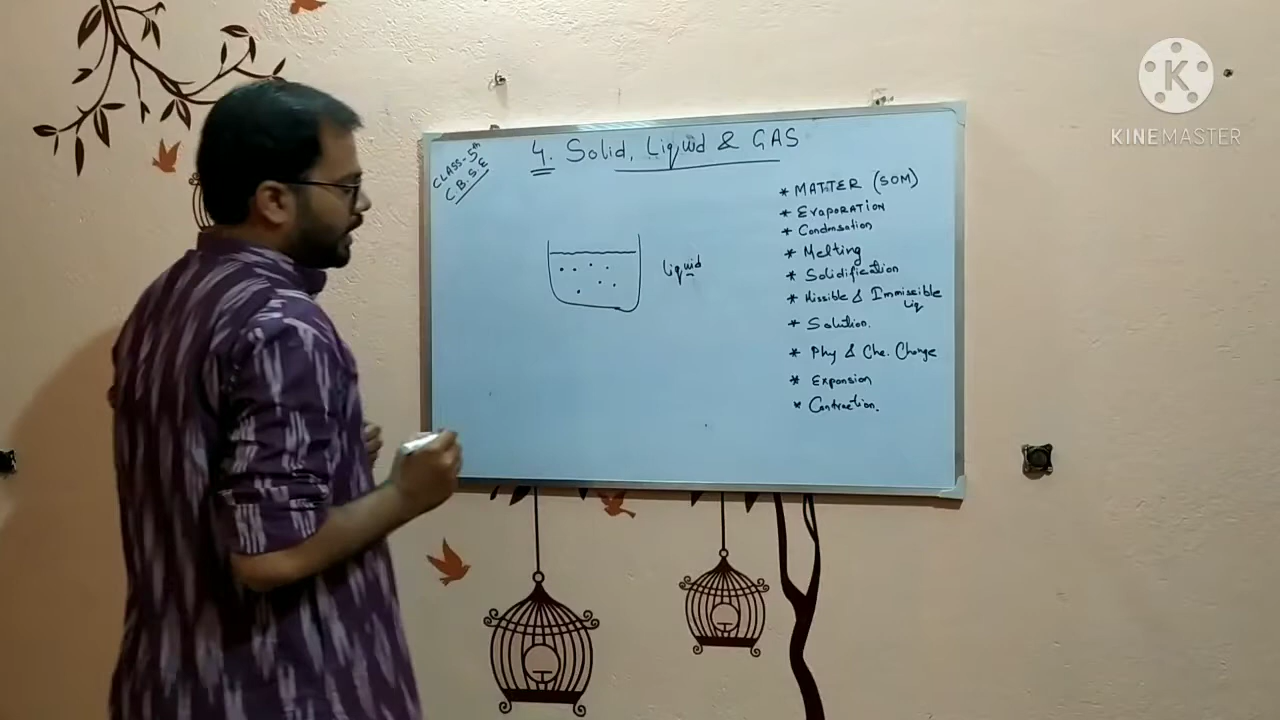 CLASS-5th
C.B.S.E
4. Solid, Liquid & GAS
* MATTER (SOM)
* EVAPORATION
* Condensation
* Melting
* Solidification
* Missible & Immiscible
Liq
* Solution.
* Phy & Che. Change
* Expansion
* Contraction.
liquid
K
KINEMASTER